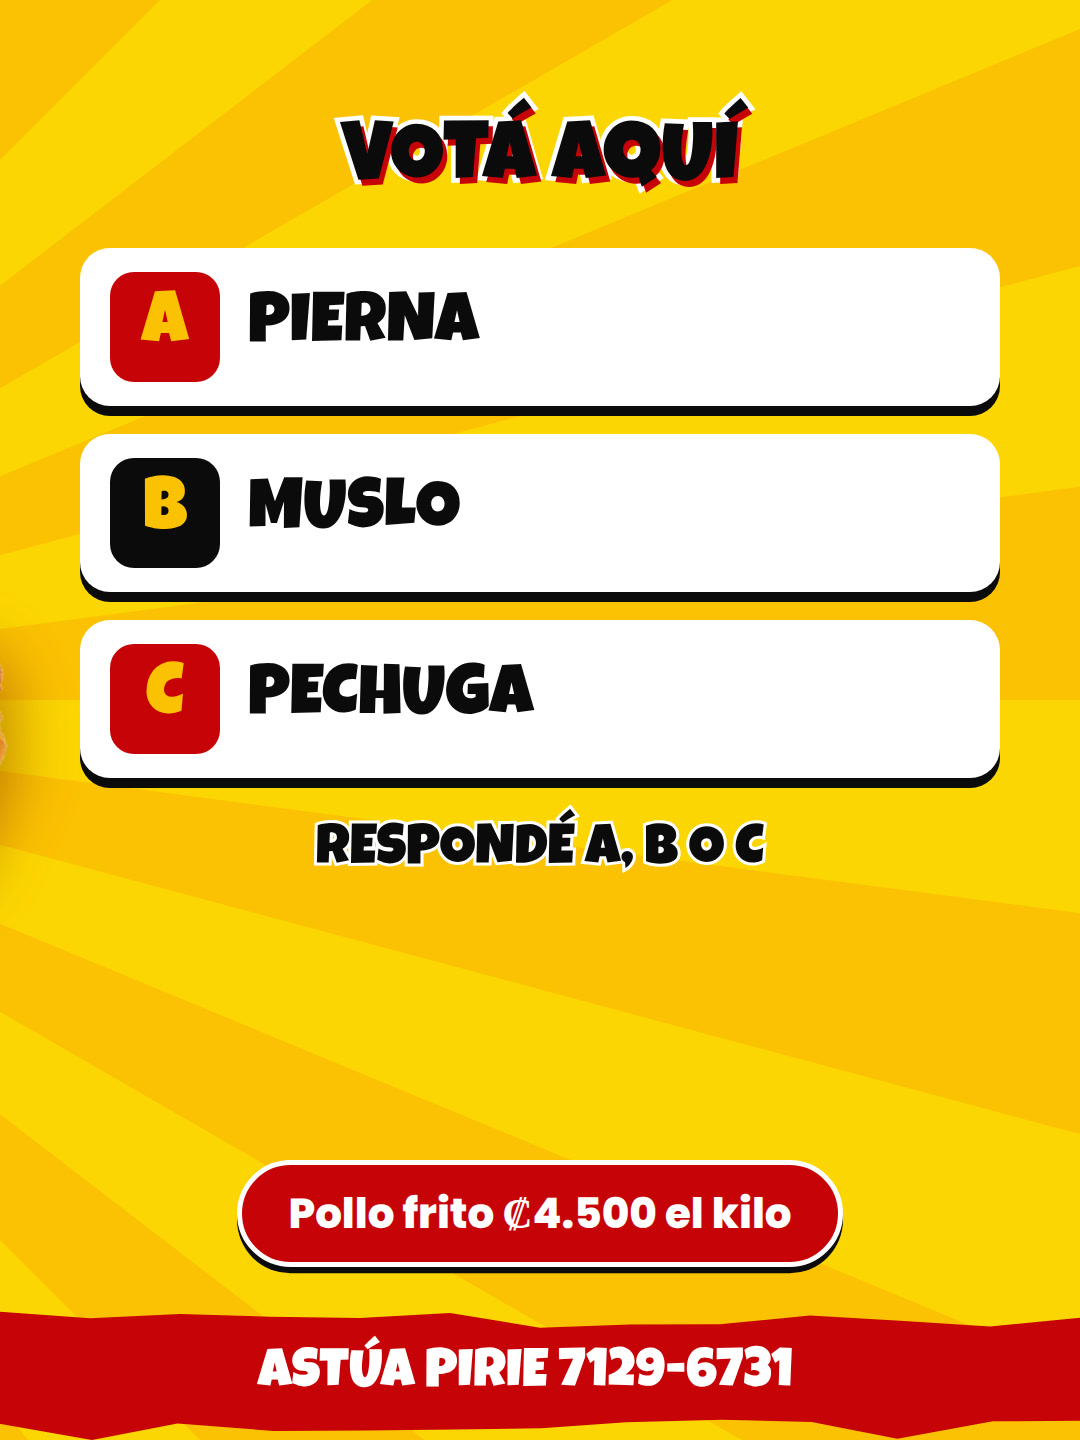 VOTÁ AQUÍ
A PIERNA
B MUSLO
C PECHUGA
RESPONDÉ A, B O C
Pollo frito ₡4.500 el kilo
ASTÚA PIRIE 7129-6731